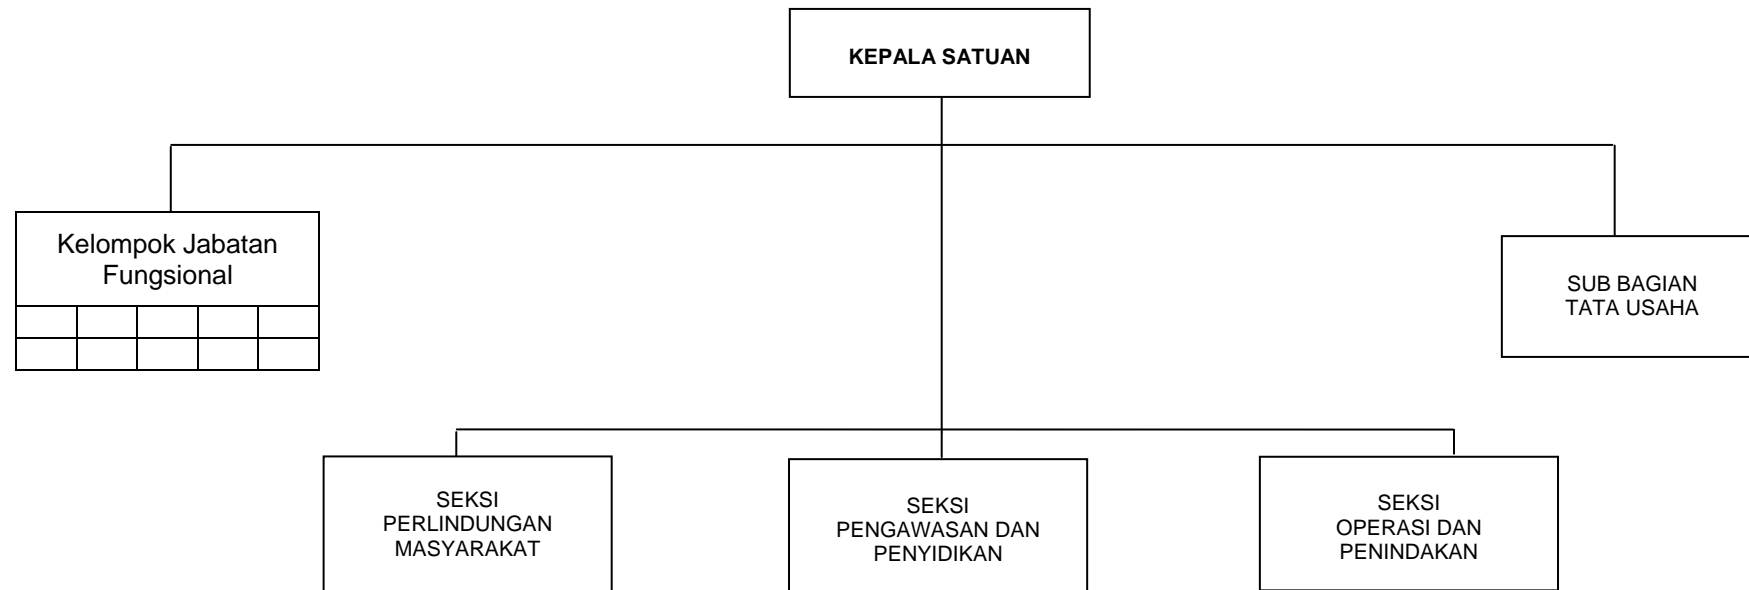 KEPALA SATUAN
Kelompok Jabatan
Fungsional
SUB BAGIAN
TATA USAHA
SEKSI
PERLINDUNGAN
MASYARAKAT
SEKSI
PENGAWASAN DAN
PENYIDIKAN
SEKSI
OPERASI DAN
PENINDAKAN